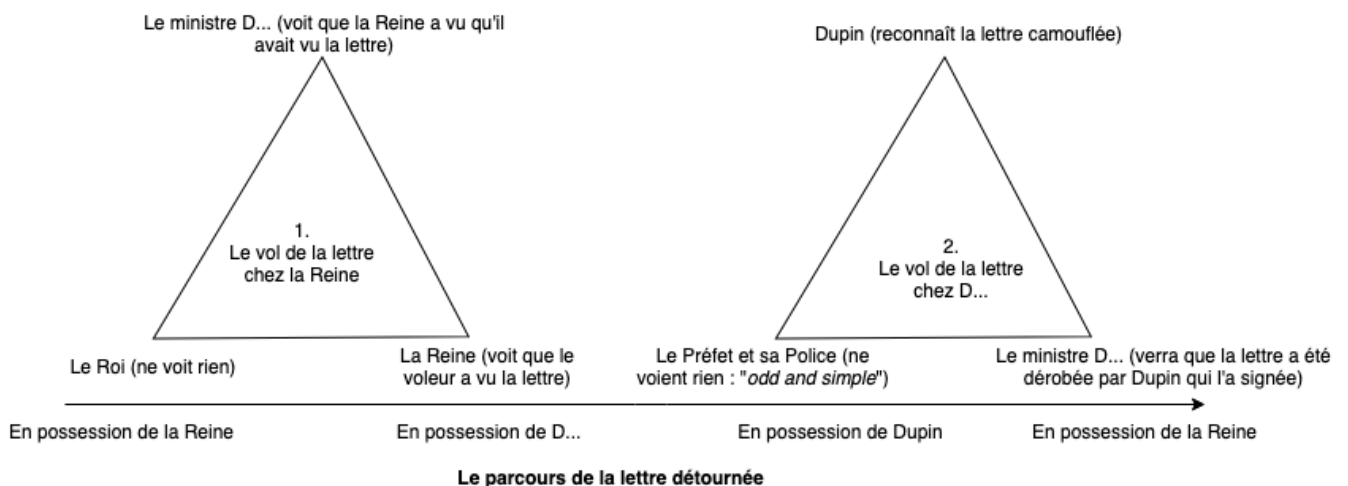 Le ministre D... (voit que la Reine a vu qu'il
avait vu la lettre)
Dupin (reconnaît la lettre camouflée)
1.
Le vol de la lettre
chez la Reine
2.
Le vol de la lettre
chez D...
Le Roi (ne voit rien)
La Reine (voit que le
voleur a vu la lettre)
Le Préfet et sa Police (ne
voient rien : "odd and simple")
Le ministre D... (verra que la lettre a été
dérobée par Dupin qui l'a signée)
En possession de la Reine
En possession de D...
En possession de Dupin
En possession de la Reine
Le parcours de la lettre détournée